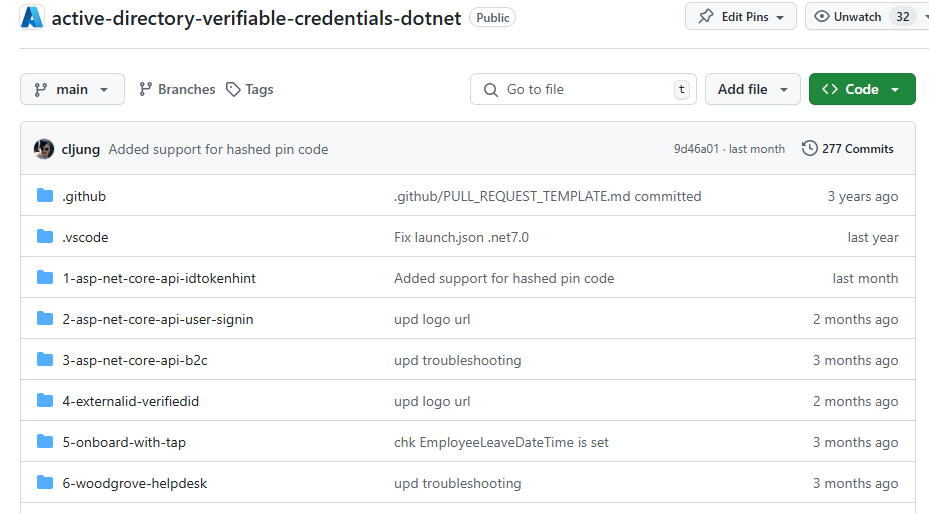 active-directory-verifiable-credentials-dotnet Public Edit Pins Unwatch 32
main Branches Tags Go to file t Add file Code
cljung Added support for hashed pin code 9d46a01 · last month 277 Commits
.github .github/PULL_REQUEST_TEMPLATE.md committed 3 years ago
.vscode Fix launch.json .net7.0 last year
1-asp-net-core-api-idtokenhint Added support for hashed pin code last month
2-asp-net-core-api-user-signin upd logo url 2 months ago
3-asp-net-core-api-b2c upd troubleshooting 3 months ago
4-externalid-verifiedid upd logo url 2 months ago
5-onboard-with-tap chk EmployeeLeaveDateTime is set 3 months ago
6-woodgrove-helpdesk upd troubleshooting 3 months ago